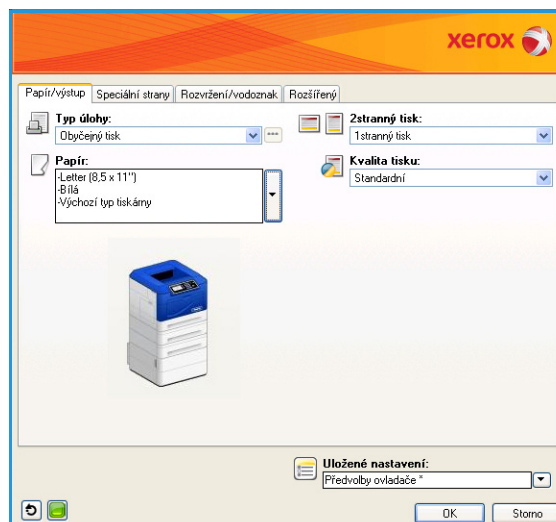 xerox
Papír/výstup Speciální strany Rozvržení/vodoznak Rozšířený
Typ úlohy:
Obyčejný tisk
2stranný tisk:
1stranný tisk
Papír:
-Letter (8,5 x 11")
-Bílá
-Výchozí typ tiskárny
Kvalita tisku:
Standardní
Uložené nastavení:
Předvolby ovladače *
OK Storno